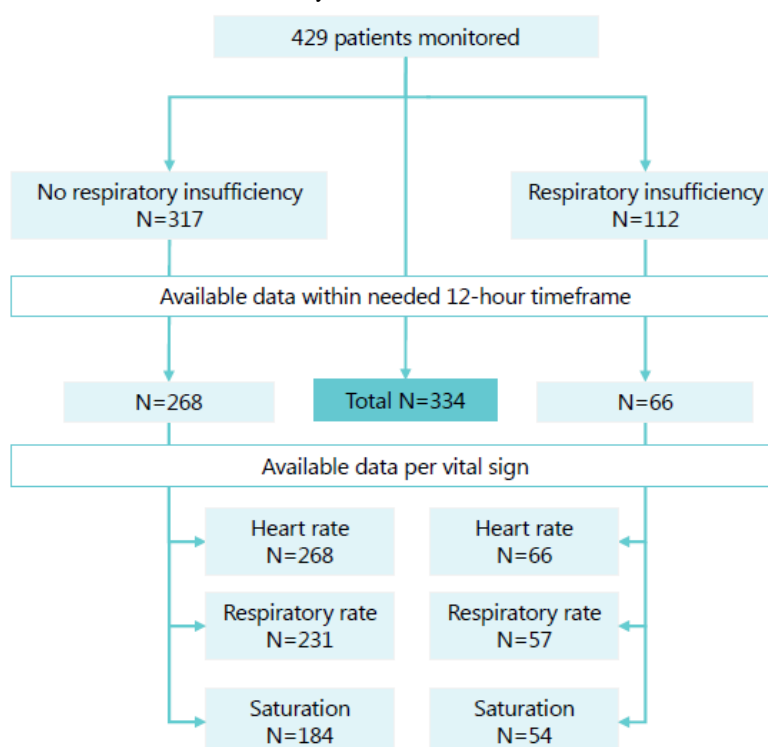 429 patients monitored
No respiratory insufficiency
N=317
Respiratory insufficiency
N=112
Available data within needed 12-hour timeframe
N=268
Total N=334
N=66
Available data per vital sign
Heart rate
N=268
Heart rate
N=66
Respiratory rate
N=231
Respiratory rate
N=57
Saturation
N=184
Saturation
N=54